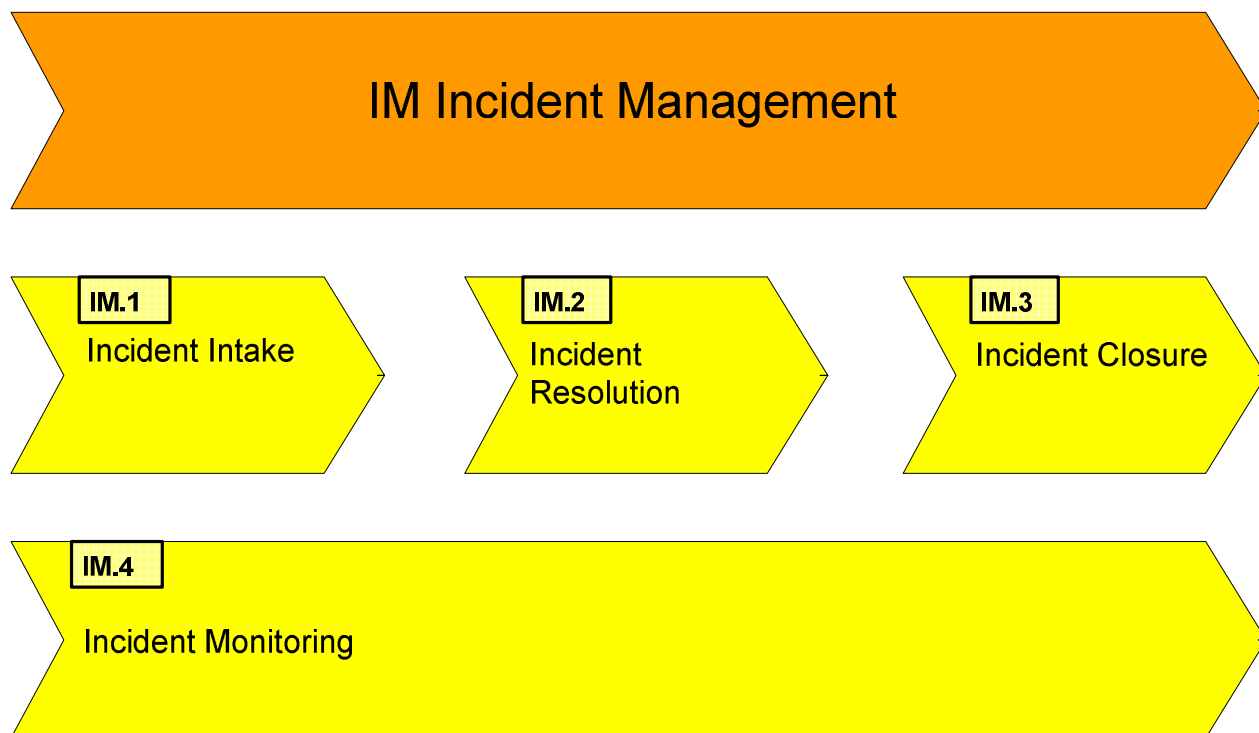 IM Incident Management
IM.1
Incident Intake
IM.2
Incident
Resolution
IM.3
Incident Closure
IM.4
Incident Monitoring